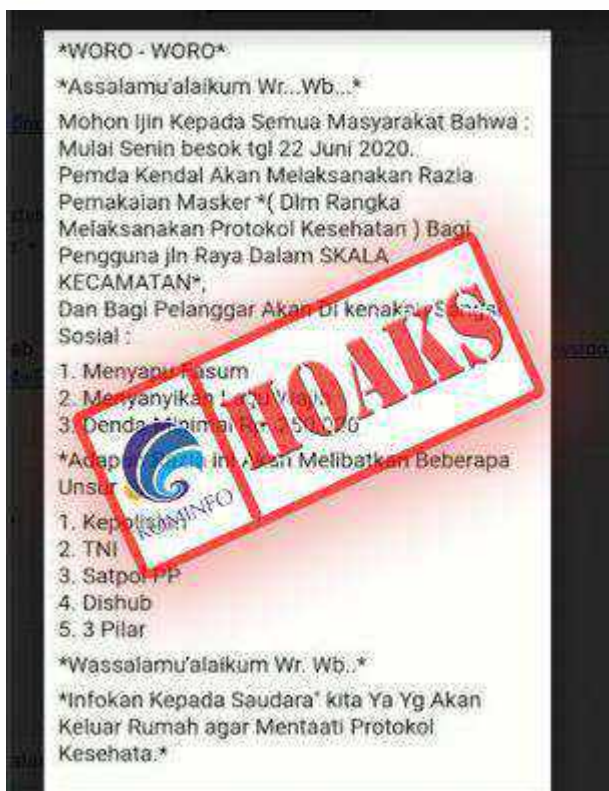 *WORO - WORO*
*Assalamu'alaikum Wr...Wb...*
Mohon Ijin Kepada Semua Masyarakat Bahwa :
Mulai Senin besok tgl 22 Juni 2020.
Pemda Kendal Akan Melaksanakan Razia
Pemakaian Masker *( Dlm Rangka
Melaksanakan Protokol Kesehatan ) Bagi
Pengguna jln Raya Dalam SKALA
KECAMATAN*,
Dan Bagi Pelanggar Akan Di kenakan Sanksi
Sosial :
1. Menyapu Fasum
2. Menyanyikan Lagu
3. Denda Minimal Rp
HOAKS
*Adapun Razia ini Akan Melibatkan Beberapa
Unsur
KOMINFO
1. Kepolisian
2. TNI
3. Satpol PP
4. Dishub
5. 3 Pilar
*Wassalamu'alaikum Wr. Wb..*
*Infokan Kepada Saudara" kita Ya Yg Akan
Keluar Rumah agar Mentaati Protokol
Kesehata.*